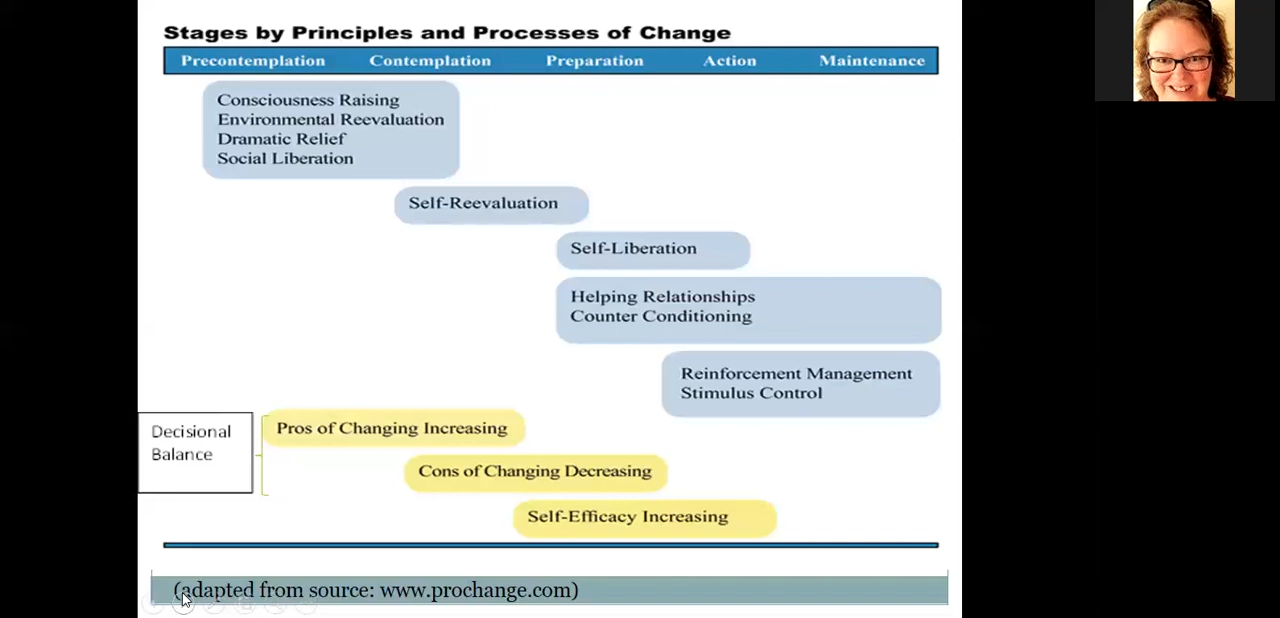 Stages by Principles and Processes of Change
Precontemplation Contemplation Preparation Action Maintenance
Consciousness Raising
Environmental Reevaluation
Dramatic Relief
Social Liberation
Self-Reevaluation
Self-Liberation
Helping Relationships
Counter Conditioning
Reinforcement Management
Stimulus Control
Decisional
Balance
Pros of Changing Increasing
Cons of Changing Decreasing
Self-Efficacy Increasing
(adapted from source: www.prochange.com)